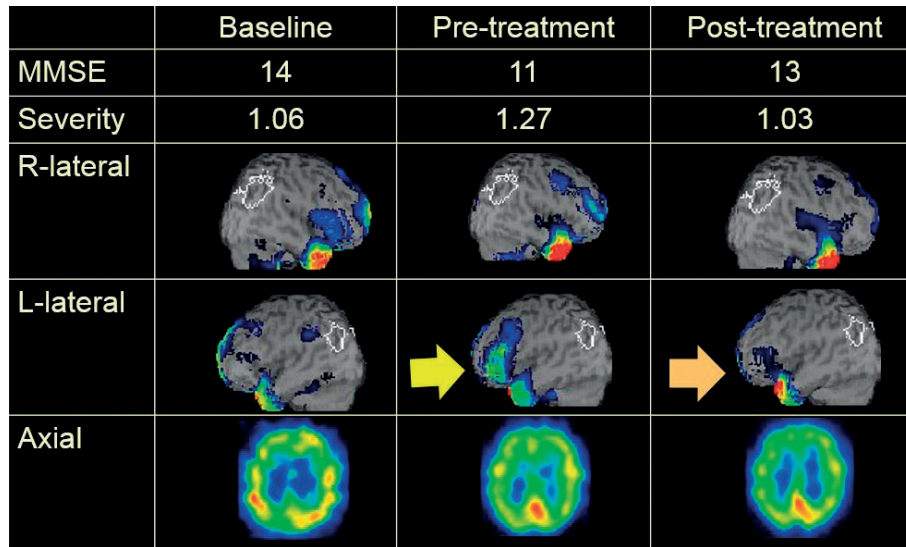 Baseline Pre-treatment Post-treatment
MMSE 14 11 13
Severity 1.06 1.27 1.03
R-lateral
L-lateral
Axial